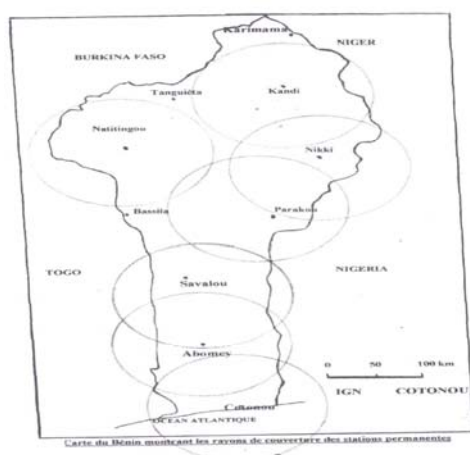 Karimama
NIGER
BURKINA FASO
Tanguiéta
Kandi
Natitingou
Nikki
Bassila
Parakou
TOGO
NIGERIA
Savalou
Abomey
0 50 100 km
IGN COTONOU
Cotonou
OCEAN ATLANTIQUE
Carte du Bénin montrant les rayons de couverture des stations permanentes